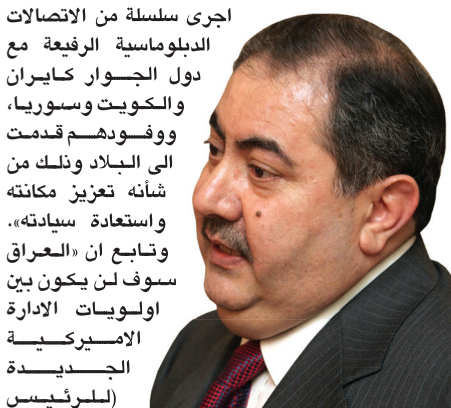 اجرى سلسلة من الاتصالات
الدبلوماسية الرفيعة مع
دول الجوار كايران
والكويت وسوريا،
ووفودهم قدمت
الى البلاد وذلك من
شأنه تعزيز مكانته
واستعادة سيادته».
وتابع ان «العراق
سوف لن يكون بين
اولويات الادارة
الاميركية
الجديدة
(للرئيس